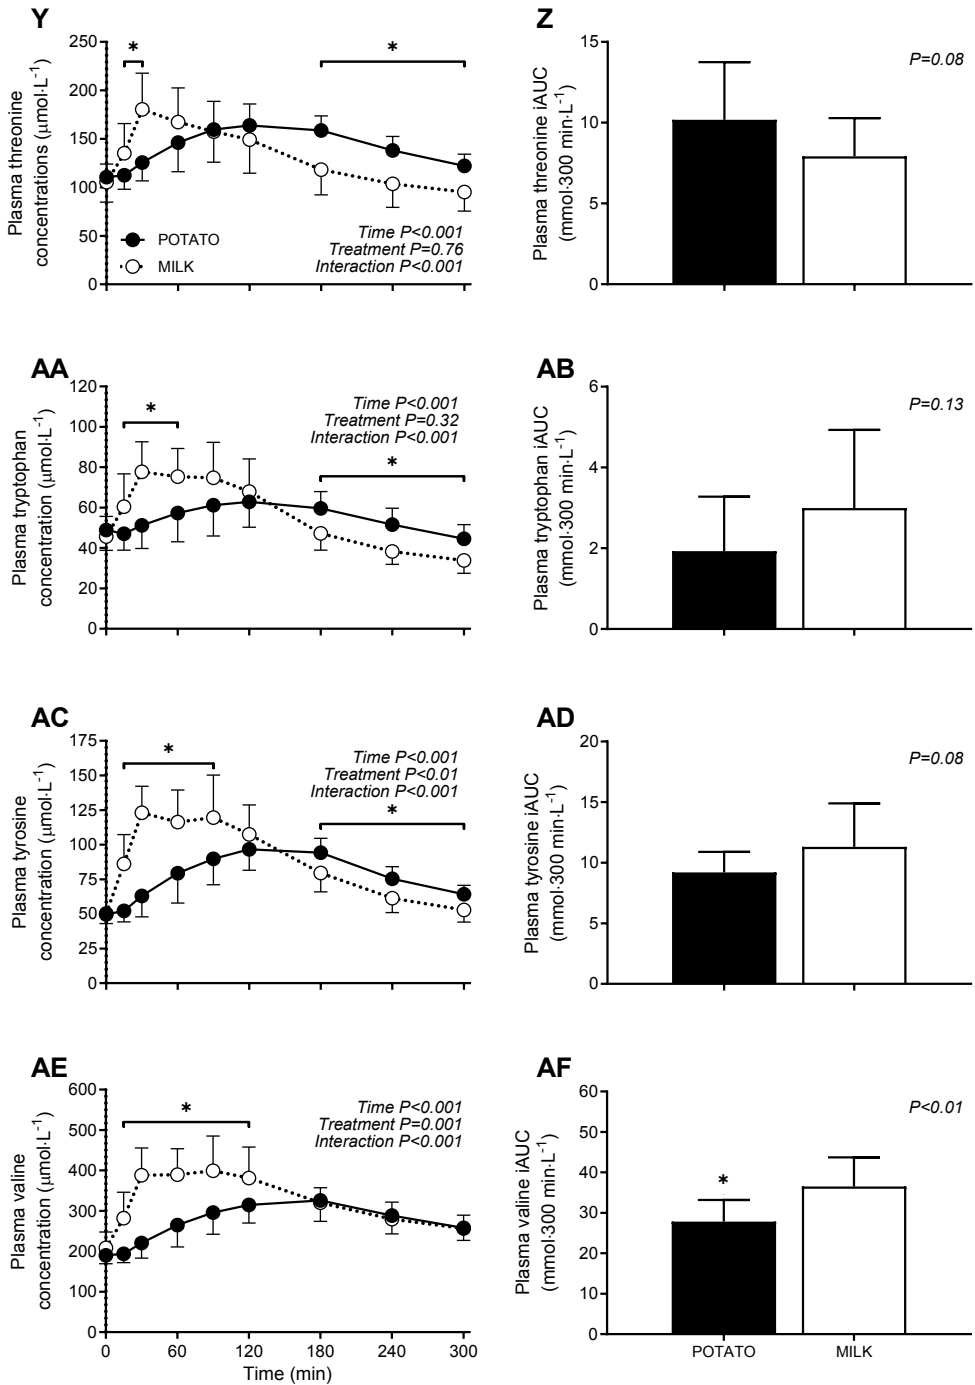 Y
Plasma threonine
concentrations (μmol·L⁻¹)
250
200
150
100
50
0
*
*
POTATO
MILK
Time P<0.001
Treatment P=0.76
Interaction P<0.001
Z
Plasma threonine iAUC
(mmol·300 min·L⁻¹)
15
10
5
0
P=0.08
AA
Plasma tryptophan
concentration (μmol·L⁻¹)
120
100
80
60
40
20
0
*
*
Time P<0.001
Treatment P=0.32
Interaction P<0.001
AB
Plasma tryptophan iAUC
(mmol·300 min·L⁻¹)
6
4
2
0
P=0.13
AC
Plasma tyrosine
concentration (μmol·L⁻¹)
175
150
125
100
75
50
25
0
*
*
Time P<0.001
Treatment P<0.01
Interaction P<0.001
AD
Plasma tyrosine iAUC
(mmol·300 min·L⁻¹)
20
15
10
5
0
P=0.08
AE
Plasma valine
concentration (μmol·L⁻¹)
600
500
400
300
200
100
0
*
Time P<0.001
Treatment P=0.001
Interaction P<0.001
0 60 120 180 240 300
Time (min)
AF
Plasma valine iAUC
(mmol·300 min·L⁻¹)
60
50
40
30
20
10
0
*
P<0.01
POTATO MILK